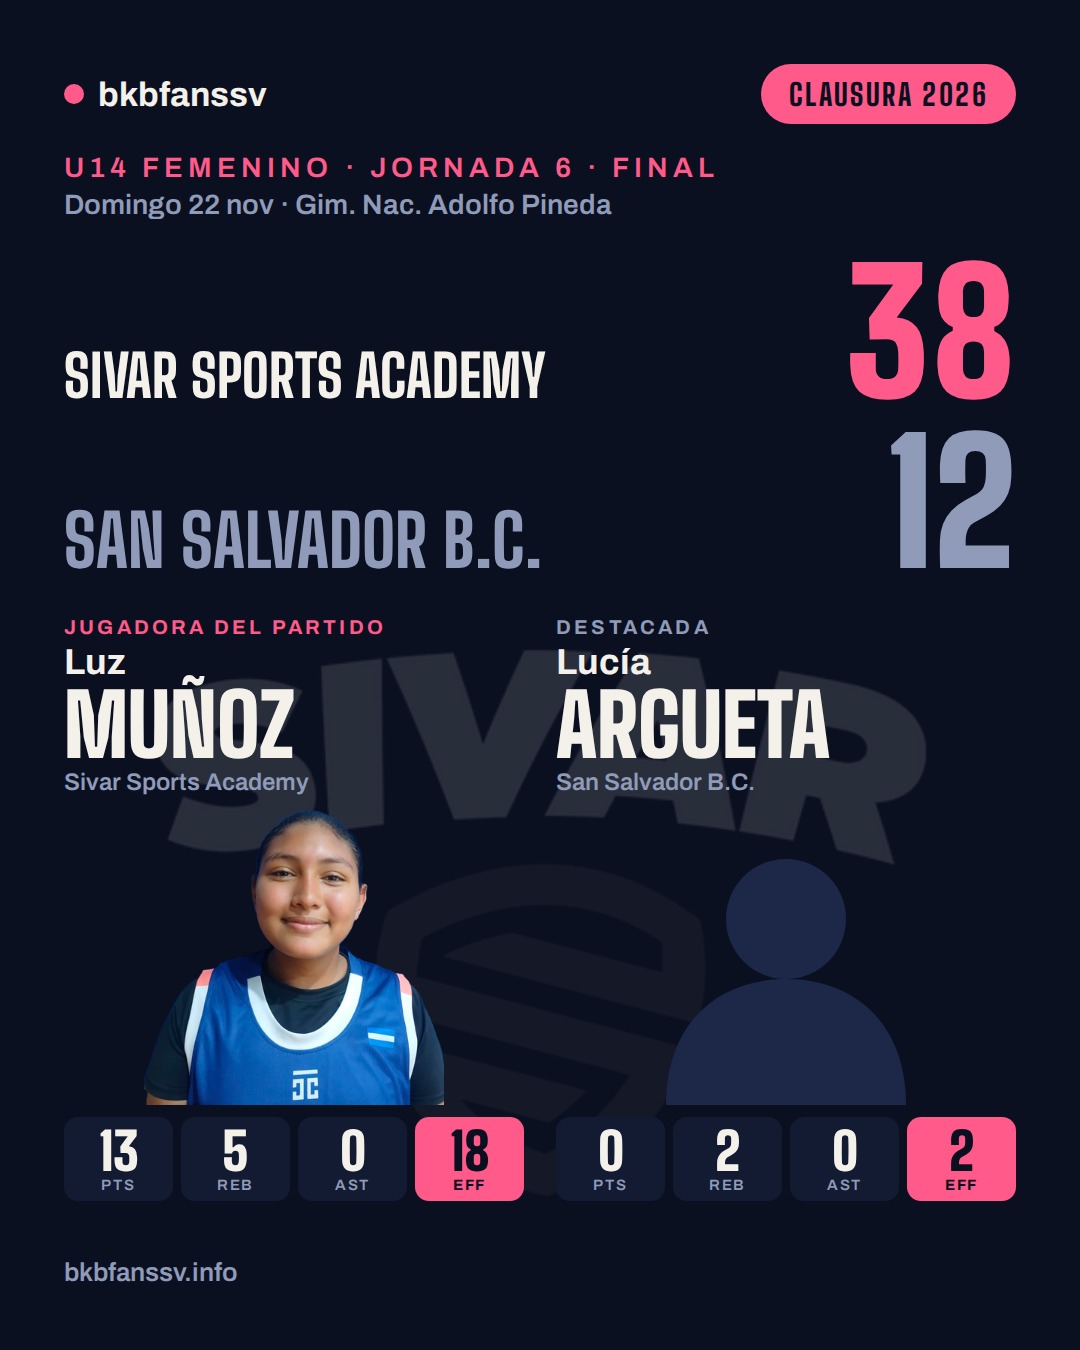 bkbfanssv
CLAUSURA 2026
U14 FEMENINO · JORNADA 6 · FINAL
Domingo 22 nov · Gim. Nac. Adolfo Pineda
38
SIVAR SPORTS ACADEMY
12
SAN SALVADOR B.C.
JUGADORA DEL PARTIDO
Luz
MUÑOZ
Sivar Sports Academy
DESTACADA
Lucía
ARGUETA
San Salvador B.C.
SIVAR
13 5 0 18
PTS REB AST EFF
0 2 0 2
PTS REB AST EFF
bkbfanssv.info